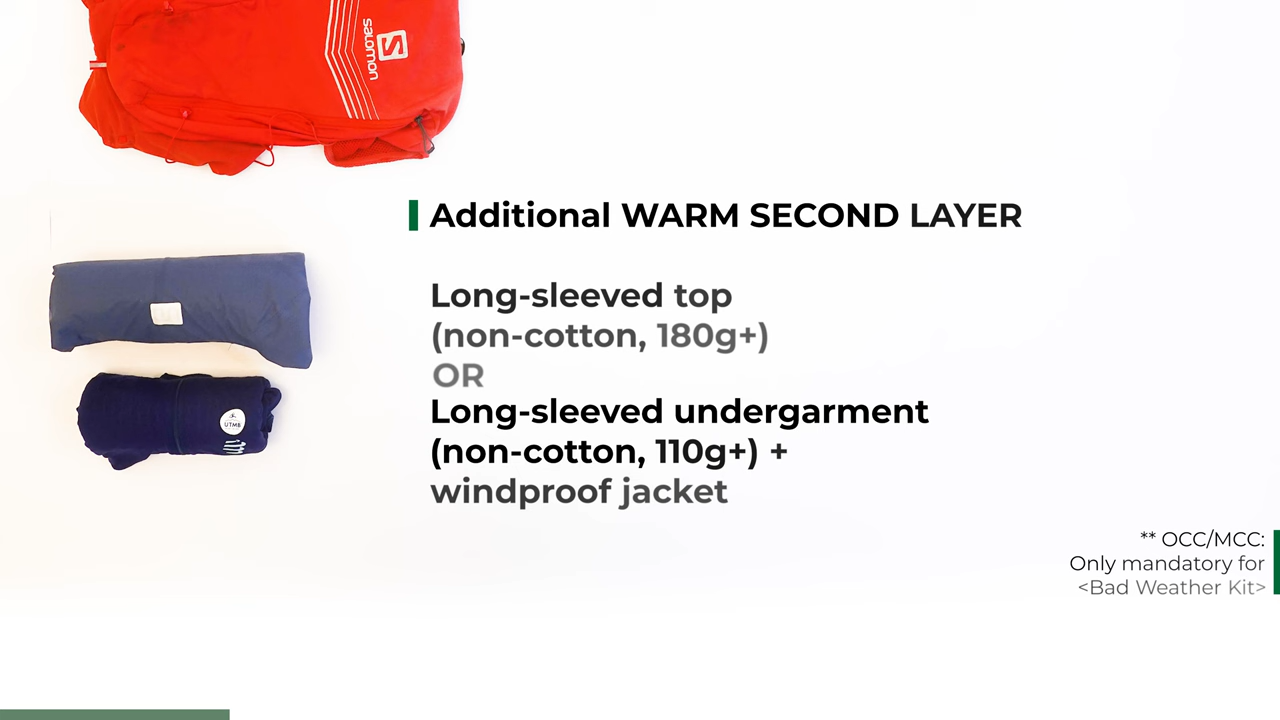 salomon
Additional WARM SECOND LAYER
Long-sleeved top
(non-cotton, 180g+)
OR
Long-sleeved undergarment
(non-cotton, 110g+) +
windproof jacket
UTMB
** OCC/MCC:
Only mandatory for
<Bad Weather Kit>